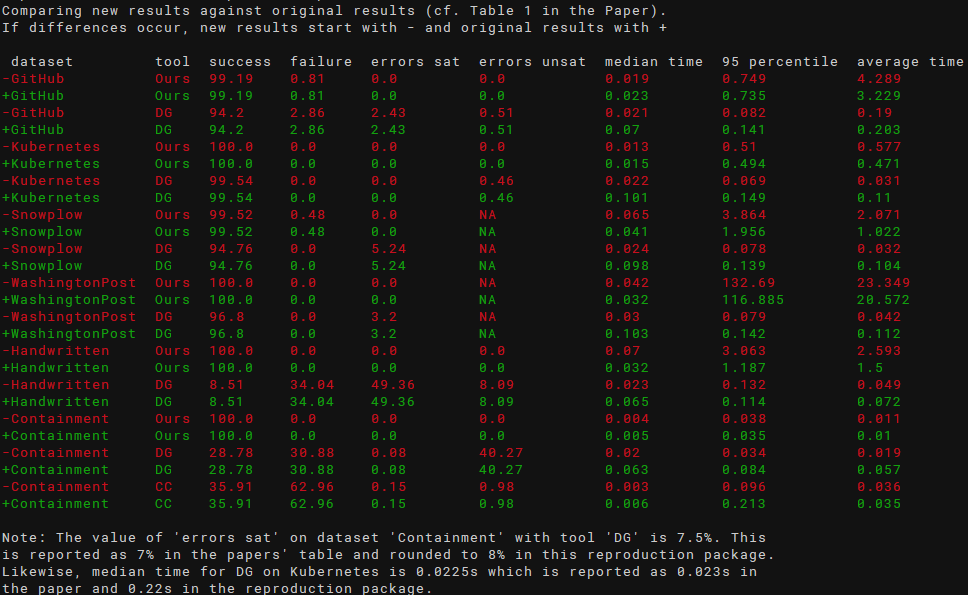 Comparing new results against original results (cf. Table 1 in the Paper).
If differences occur, new results start with - and original results with +
dataset tool success failure errors sat errors unsat median time 95 percentile average time
-GitHub Ours 99.19 0.81 0.0 0.0 0.019 0.749 4.289
+GitHub Ours 99.19 0.81 0.0 0.0 0.023 0.735 3.229
-GitHub DG 94.2 2.86 2.43 0.51 0.021 0.082 0.19
+GitHub DG 94.2 2.86 2.43 0.51 0.07 0.141 0.203
-Kubernetes Ours 100.0 0.0 0.0 0.0 0.013 0.51 0.577
+Kubernetes Ours 100.0 0.0 0.0 0.0 0.015 0.494 0.471
-Kubernetes DG 99.54 0.0 0.0 0.46 0.022 0.069 0.031
+Kubernetes DG 99.54 0.0 0.0 0.46 0.101 0.149 0.11
-Snowplow Ours 99.52 0.48 0.0 NA 0.065 3.864 2.071
+Snowplow Ours 99.52 0.48 0.0 NA 0.041 1.956 1.022
-Snowplow DG 94.76 0.0 5.24 NA 0.024 0.078 0.032
+Snowplow DG 94.76 0.0 5.24 NA 0.098 0.139 0.104
-WashingtonPost Ours 100.0 0.0 0.0 NA 0.042 132.69 23.349
+WashingtonPost Ours 100.0 0.0 0.0 NA 0.032 116.885 20.572
-WashingtonPost DG 96.8 0.0 3.2 NA 0.03 0.079 0.042
+WashingtonPost DG 96.8 0.0 3.2 NA 0.103 0.142 0.112
-Handwritten Ours 100.0 0.0 0.0 0.0 0.07 3.063 2.593
+Handwritten Ours 100.0 0.0 0.0 0.0 0.032 1.187 1.5
-Handwritten DG 8.51 34.04 49.36 8.09 0.023 0.132 0.049
+Handwritten DG 8.51 34.04 49.36 8.09 0.065 0.114 0.072
-Containment Ours 100.0 0.0 0.0 0.0 0.004 0.038 0.011
+Containment Ours 100.0 0.0 0.0 0.0 0.005 0.035 0.01
-Containment DG 28.78 30.88 0.08 40.27 0.02 0.034 0.019
+Containment DG 28.78 30.88 0.08 40.27 0.063 0.084 0.057
-Containment CC 35.91 62.96 0.15 0.98 0.003 0.096 0.036
+Containment CC 35.91 62.96 0.15 0.98 0.006 0.213 0.035
Note: The value of 'errors sat' on dataset 'Containment' with tool 'DG' is 7.5%. This
is reported as 7% in the papers' table and rounded to 8% in this reproduction package.
Likewise, median time for DG on Kubernetes is 0.0225s which is reported as 0.023s in
the paper and 0.22s in the reproduction package.